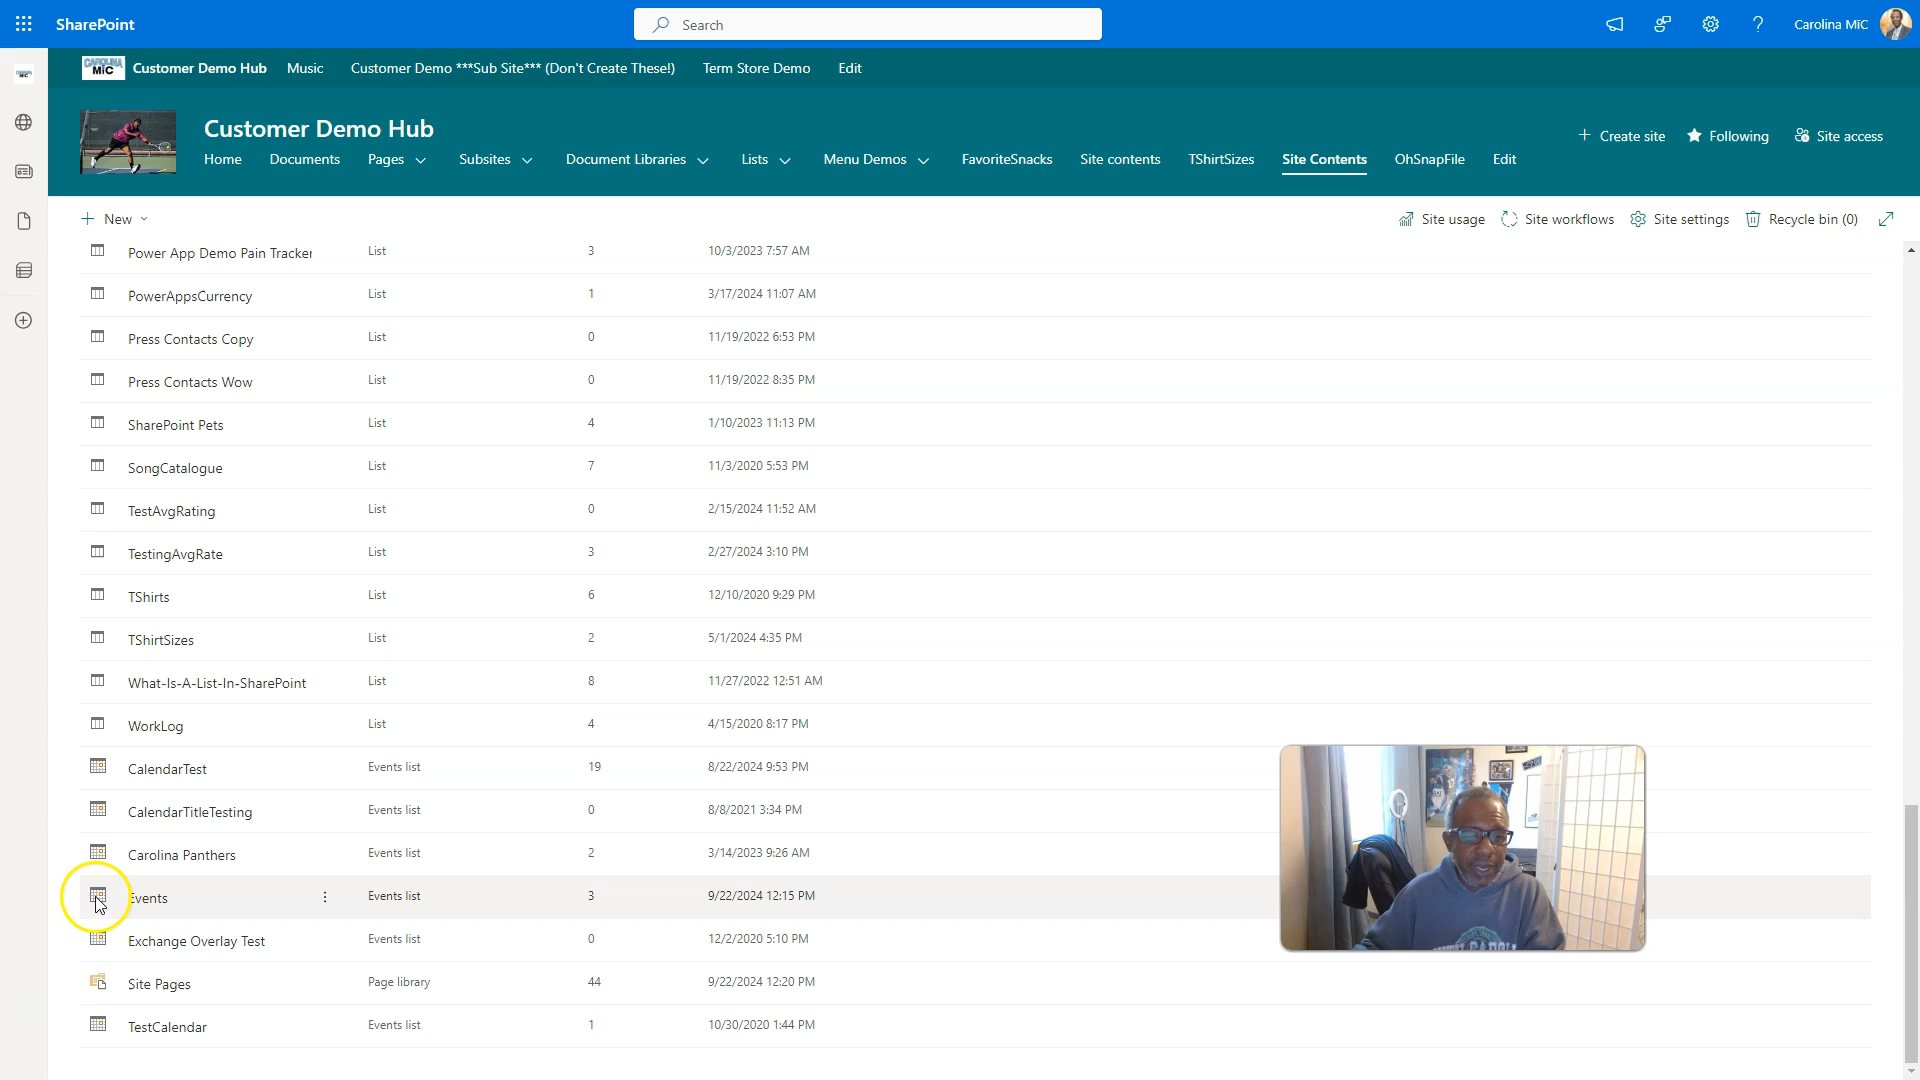 SharePoint
Search
Carolina MiC
CAROLINA
MiC
Customer Demo Hub
Music
Customer Demo ***Sub Site*** (Don't Create These!)
Term Store Demo
Edit
Customer Demo Hub
Create site
Following
Site access
Home
Documents
Pages
Subsites
Document Libraries
Lists
Menu Demos
FavoriteSnacks
Site contents
TShirtSizes
Site Contents
OhSnapFile
Edit
New
Site usage
Site workflows
Site settings
Recycle bin (0)
Power App Demo Pain Tracker List 3 10/3/2023 7:57 AM
PowerAppsCurrency List 1 3/17/2024 11:07 AM
Press Contacts Copy List 0 11/19/2022 6:53 PM
Press Contacts Wow List 0 11/19/2022 8:35 PM
SharePoint Pets List 4 1/10/2023 11:13 PM
SongCatalogue List 7 11/3/2020 5:53 PM
TestAvgRating List 0 2/15/2024 11:52 AM
TestingAvgRate List 3 2/27/2024 3:10 PM
TShirts List 6 12/10/2020 9:29 PM
TShirtSizes List 2 5/1/2024 4:35 PM
What-Is-A-List-In-SharePoint List 8 11/27/2022 12:51 AM
WorkLog List 4 4/15/2020 8:17 PM
CalendarTest Events list 19 8/22/2024 9:53 PM
CalendarTitleTesting Events list 0 8/8/2021 3:34 PM
Carolina Panthers Events list 2 3/14/2023 9:26 AM
Events Events list 3 9/22/2024 12:15 PM
Exchange Overlay Test Events list 0 12/2/2020 5:10 PM
Site Pages Page library 44 9/22/2024 12:20 PM
TestCalendar Events list 1 10/30/2020 1:44 PM